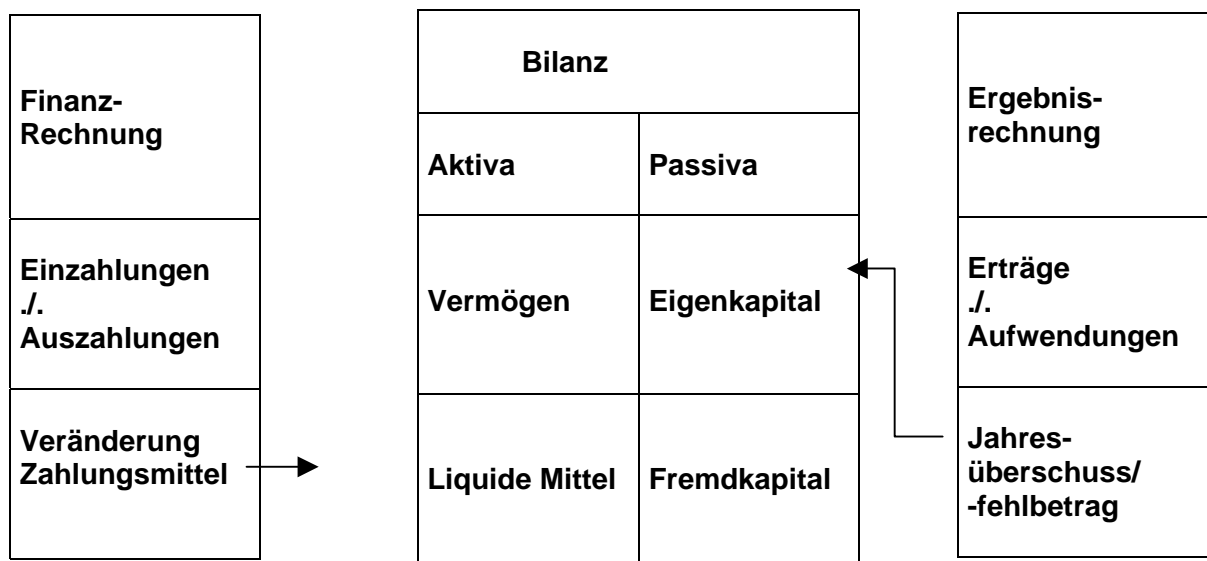 Finanz-
Rechnung
Einzahlungen
./.
Auszahlungen
Veränderung
Zahlungsmittel
Bilanz
Aktiva
Passiva
Vermögen
Eigenkapital
Liquide Mittel
Fremdkapital
Ergebnis-
rechnung
Erträge
./.
Aufwendungen
Jahres-
überschuss/
-fehlbetrag